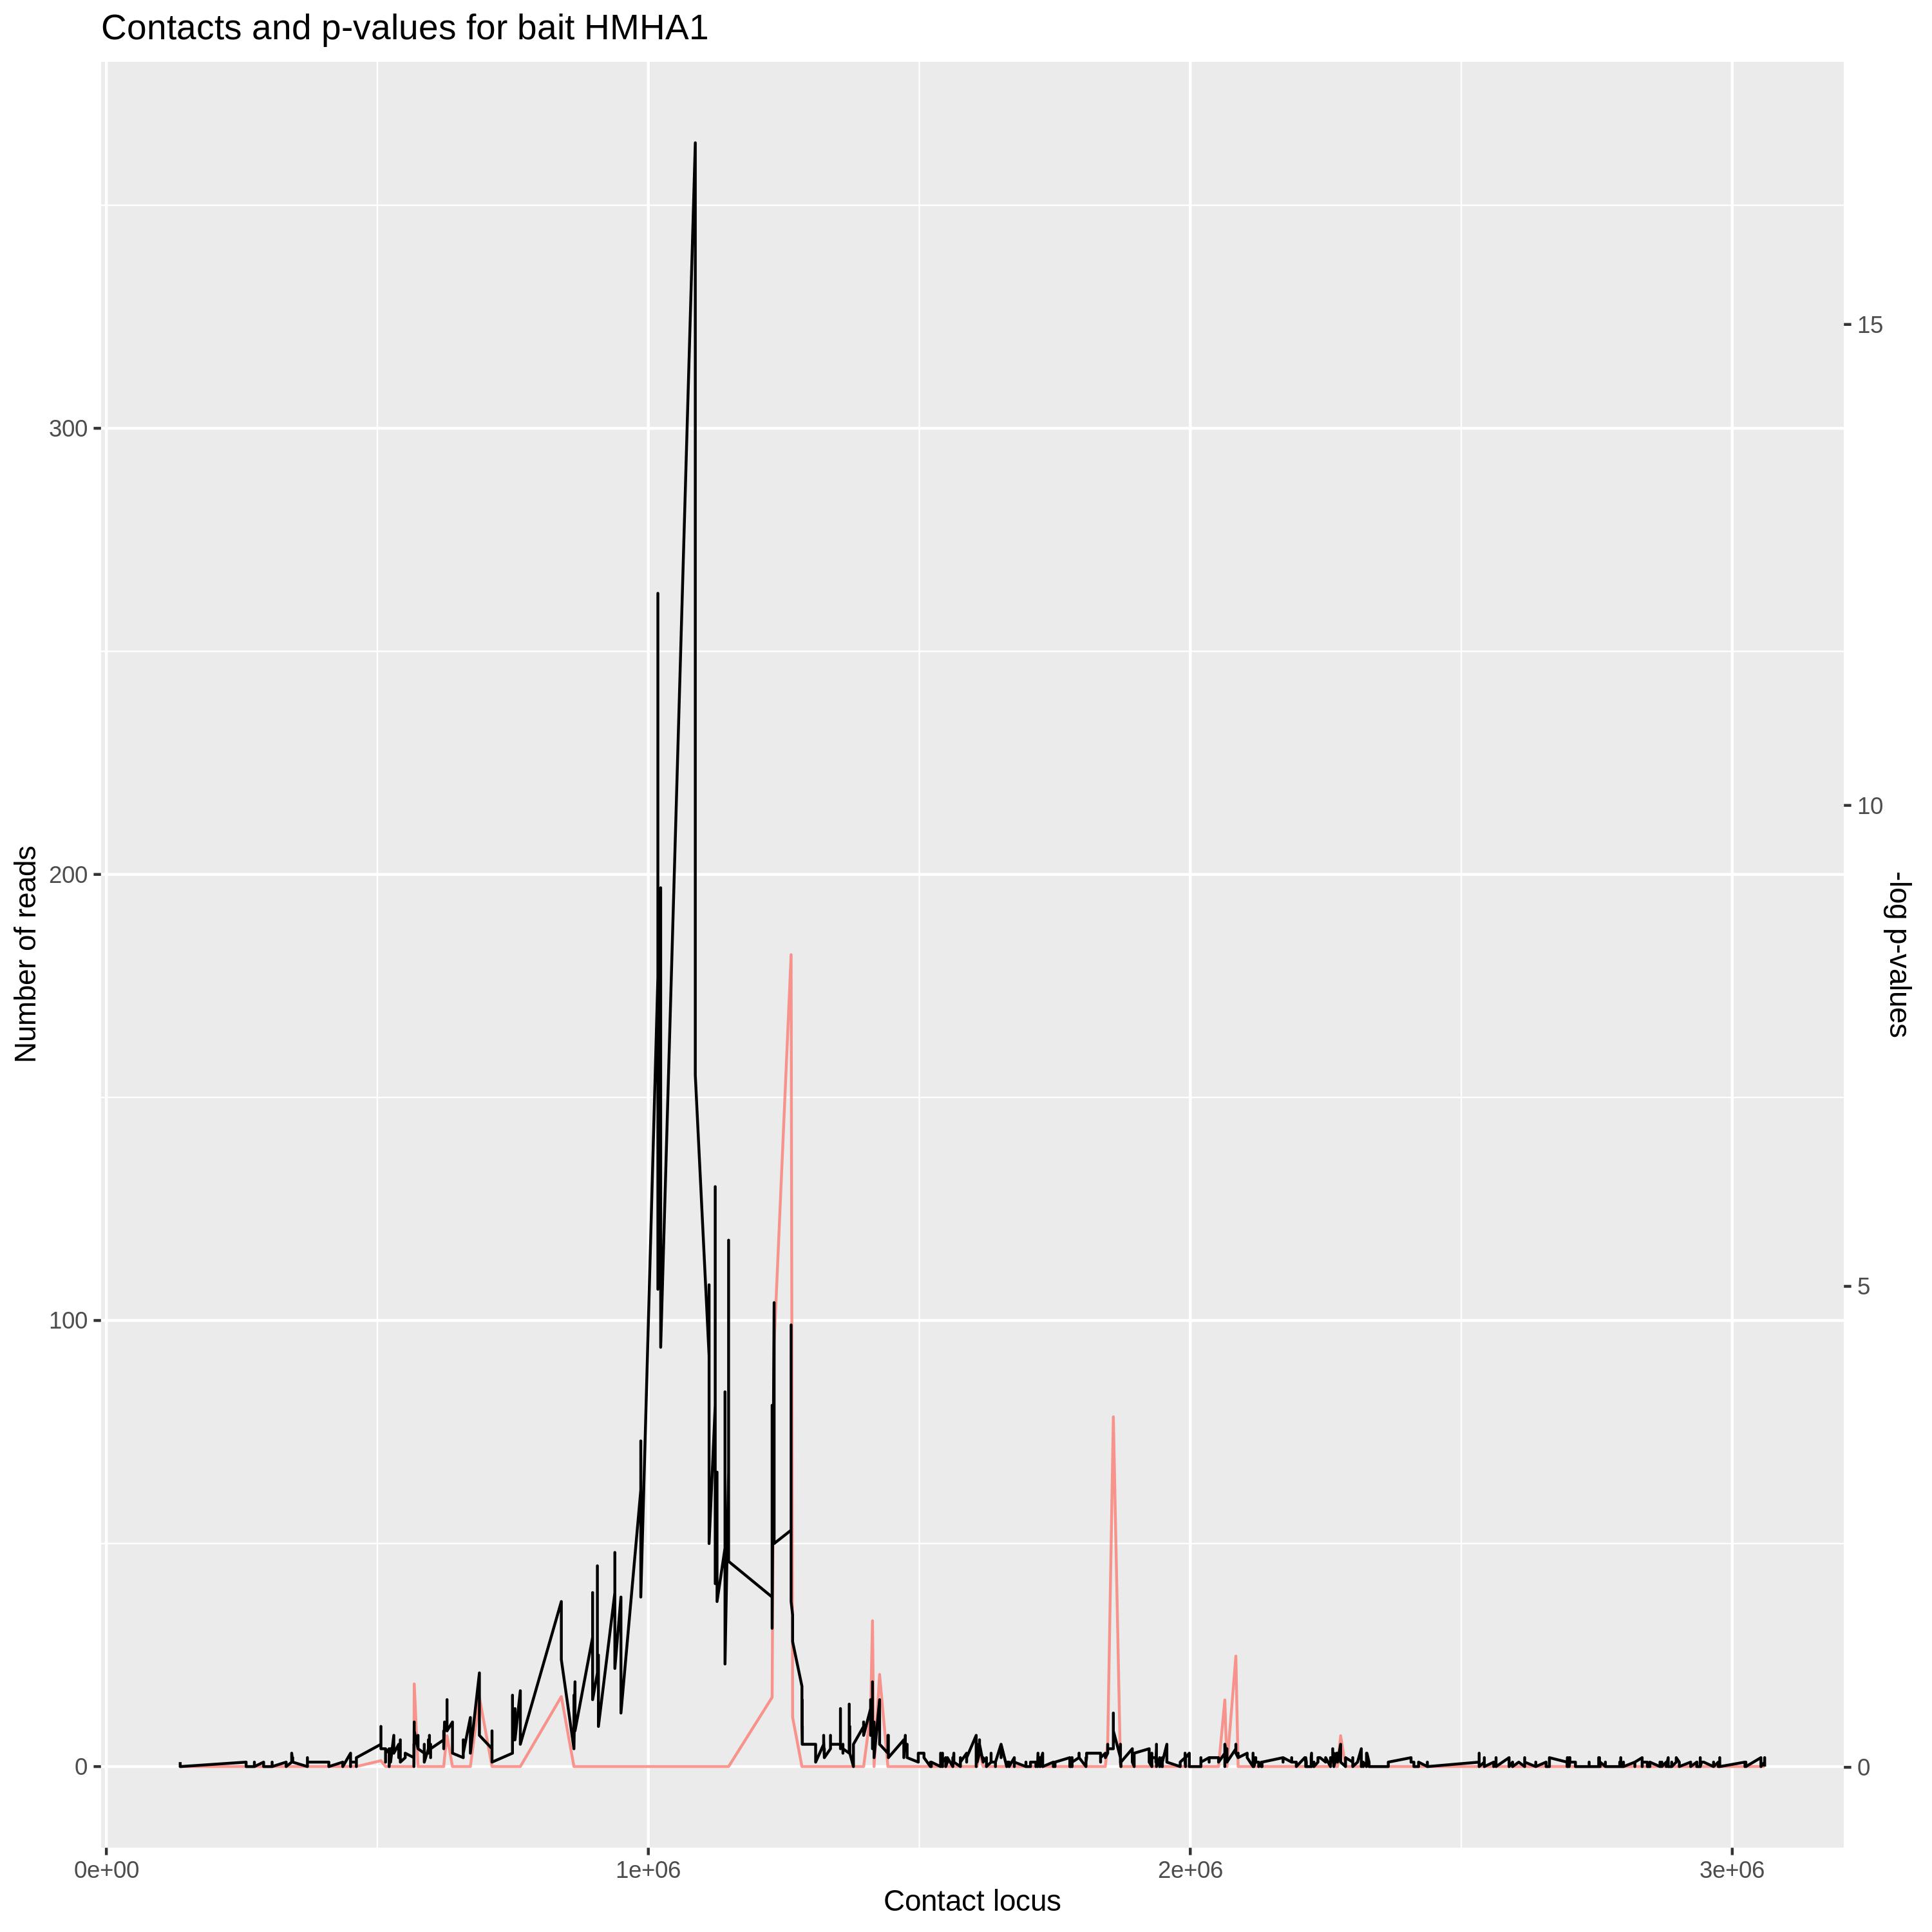 Contacts and p-values for bait HMHA1
Number of reads
300
200
100
0
15
10
5
0
-log p-values
0e+00
1e+06
2e+06
3e+06
Contact locus